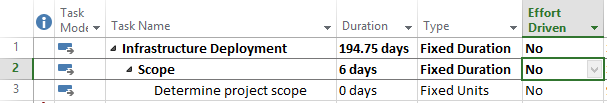 Task Mode Task Name Duration Type Effort Driven
1 Infrastructure Deployment 194.75 days Fixed Duration No
2 Scope 6 days Fixed Duration No
3 Determine project scope 0 days Fixed Units No